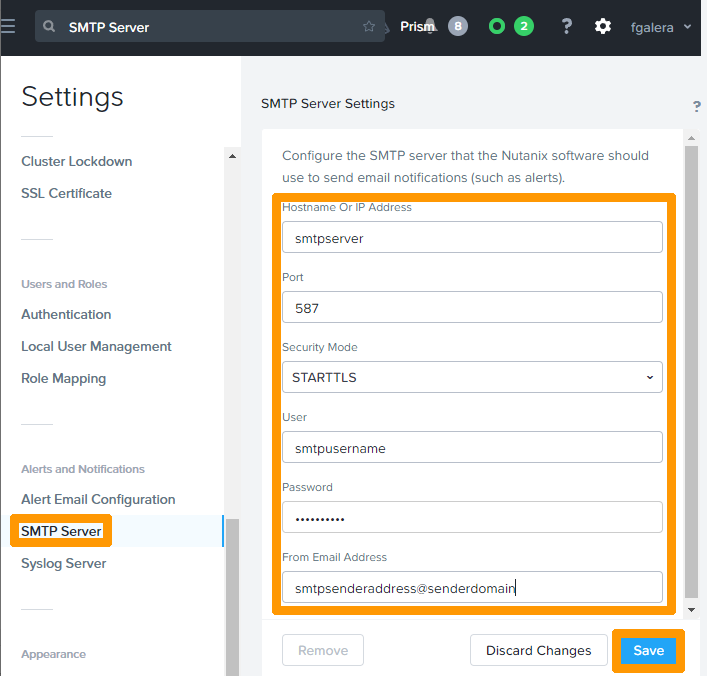 SMTP Server
Prism
8
2
?
fgalera
Settings
Cluster Lockdown
SSL Certificate
Users and Roles
Authentication
Local User Management
Role Mapping
Alerts and Notifications
Alert Email Configuration
SMTP Server
Syslog Server
Appearance
SMTP Server Settings
?
Configure the SMTP server that the Nutanix software should
use to send email notifications (such as alerts).
Hostname Or IP Address
smtpserver
Port
587
Security Mode
STARTTLS
User
smtpusername
Password
••••••••••
From Email Address
smtpsenderaddress@senderdomain
Remove
Discard Changes
Save